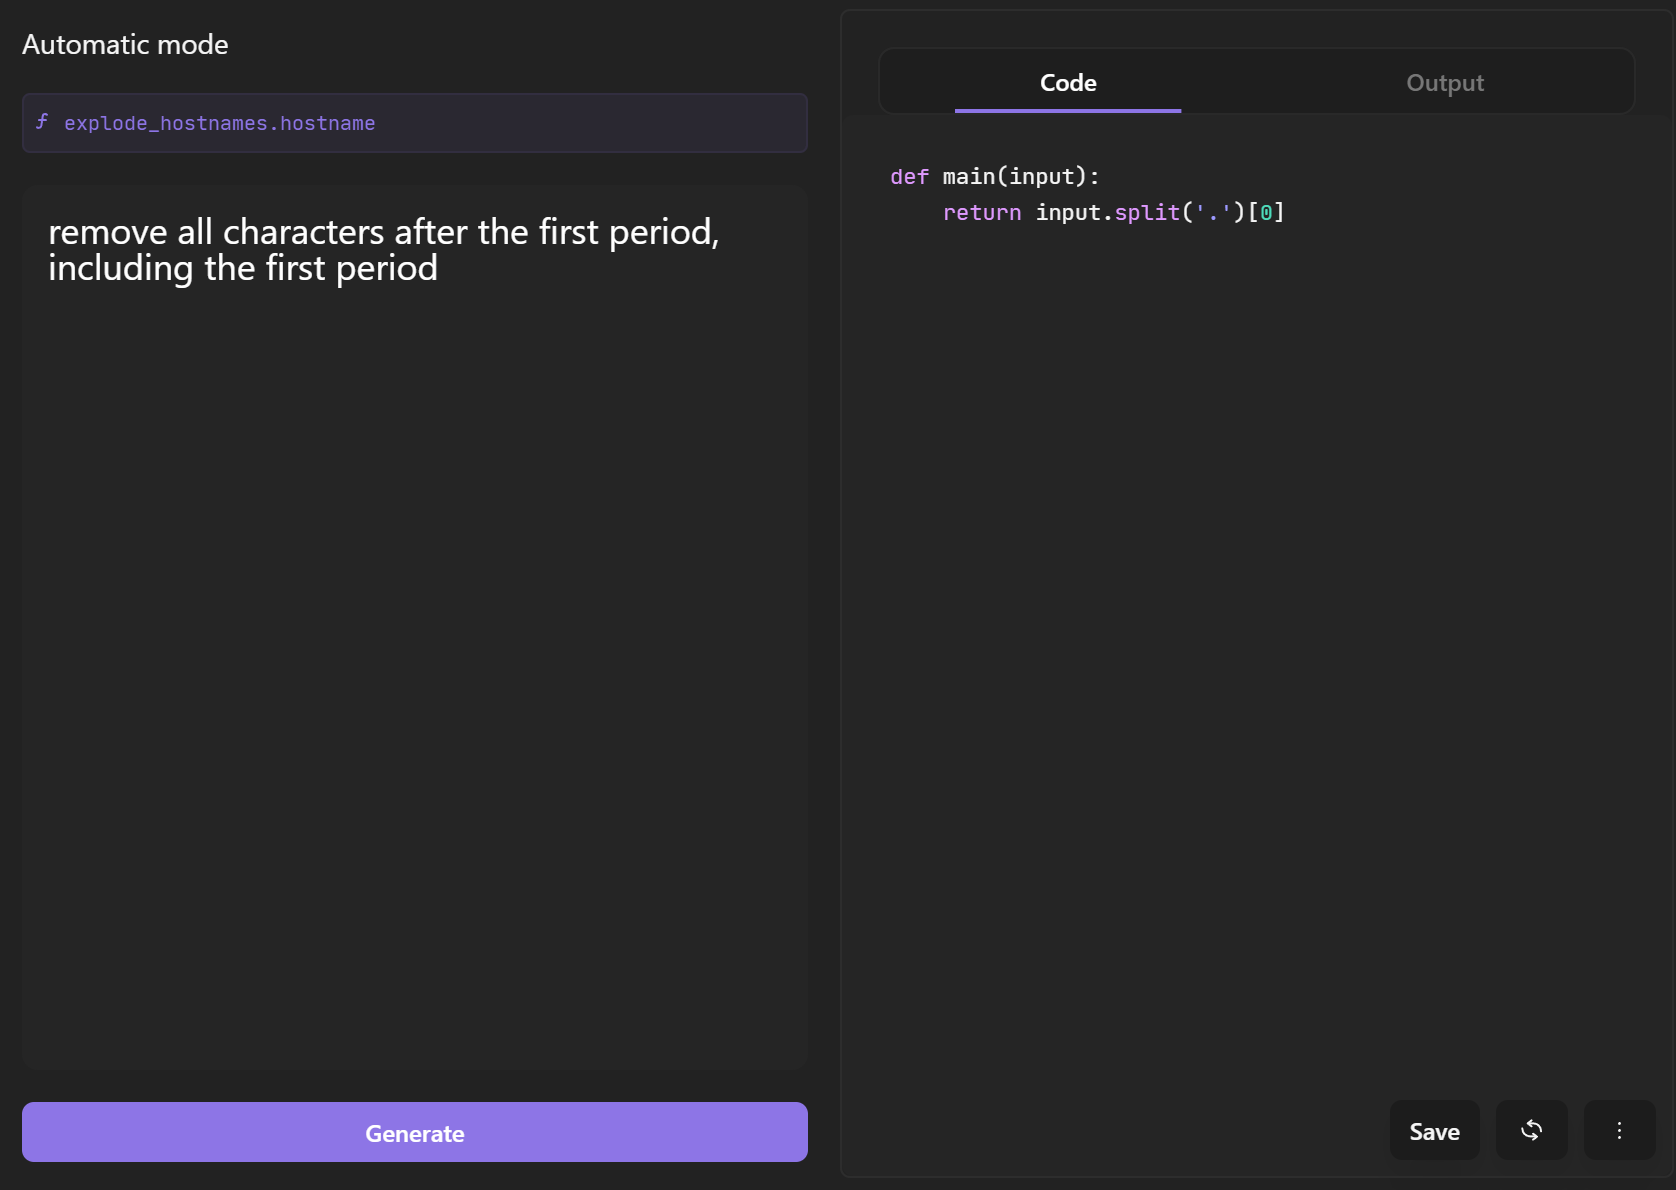 Automatic mode
ƒ explode_hostnames.hostname
remove all characters after the first period,
including the first period
Generate
Code Output
def main(input):
    return input.split('.')[0]
Save